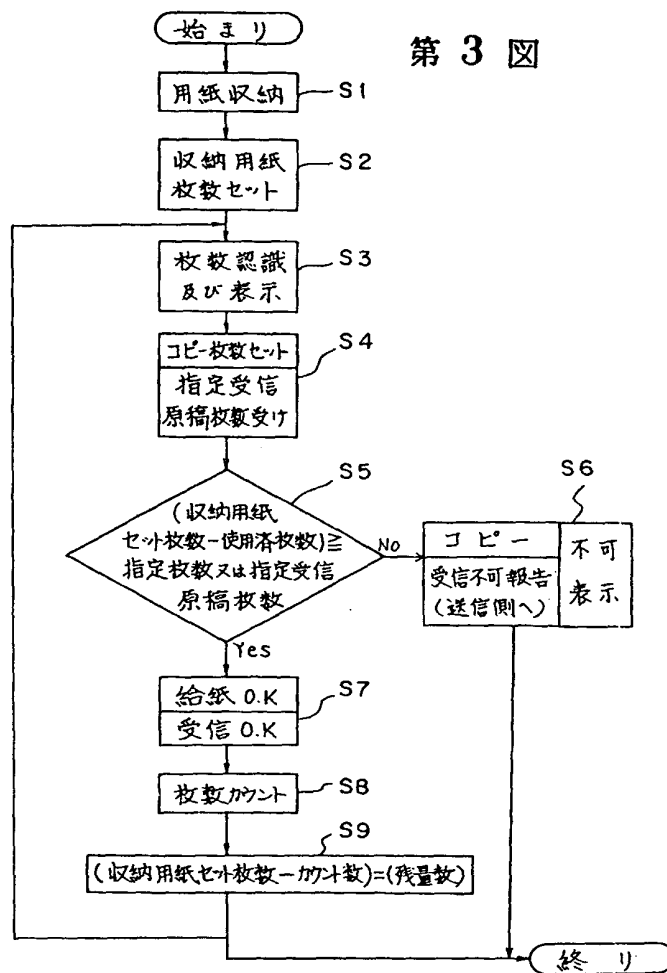 始まり
第3図
用紙収納
S1
収納用紙
枚数セット
S2
枚数認識
及び表示
S3
コピー枚数セット
指定受信
原稿枚数受け
S4
S5
(収納用紙
セット枚数-使用済枚数)≧
指定枚数又は指定受信
原稿枚数
No
Yes
S6
コピー
受信不可報告
(送信側へ)
不可
表示
給紙O.K
受信O.K
S7
枚数カウント
S8
S9
(収納用紙セット枚数-カウント数)=(残量数)
終り